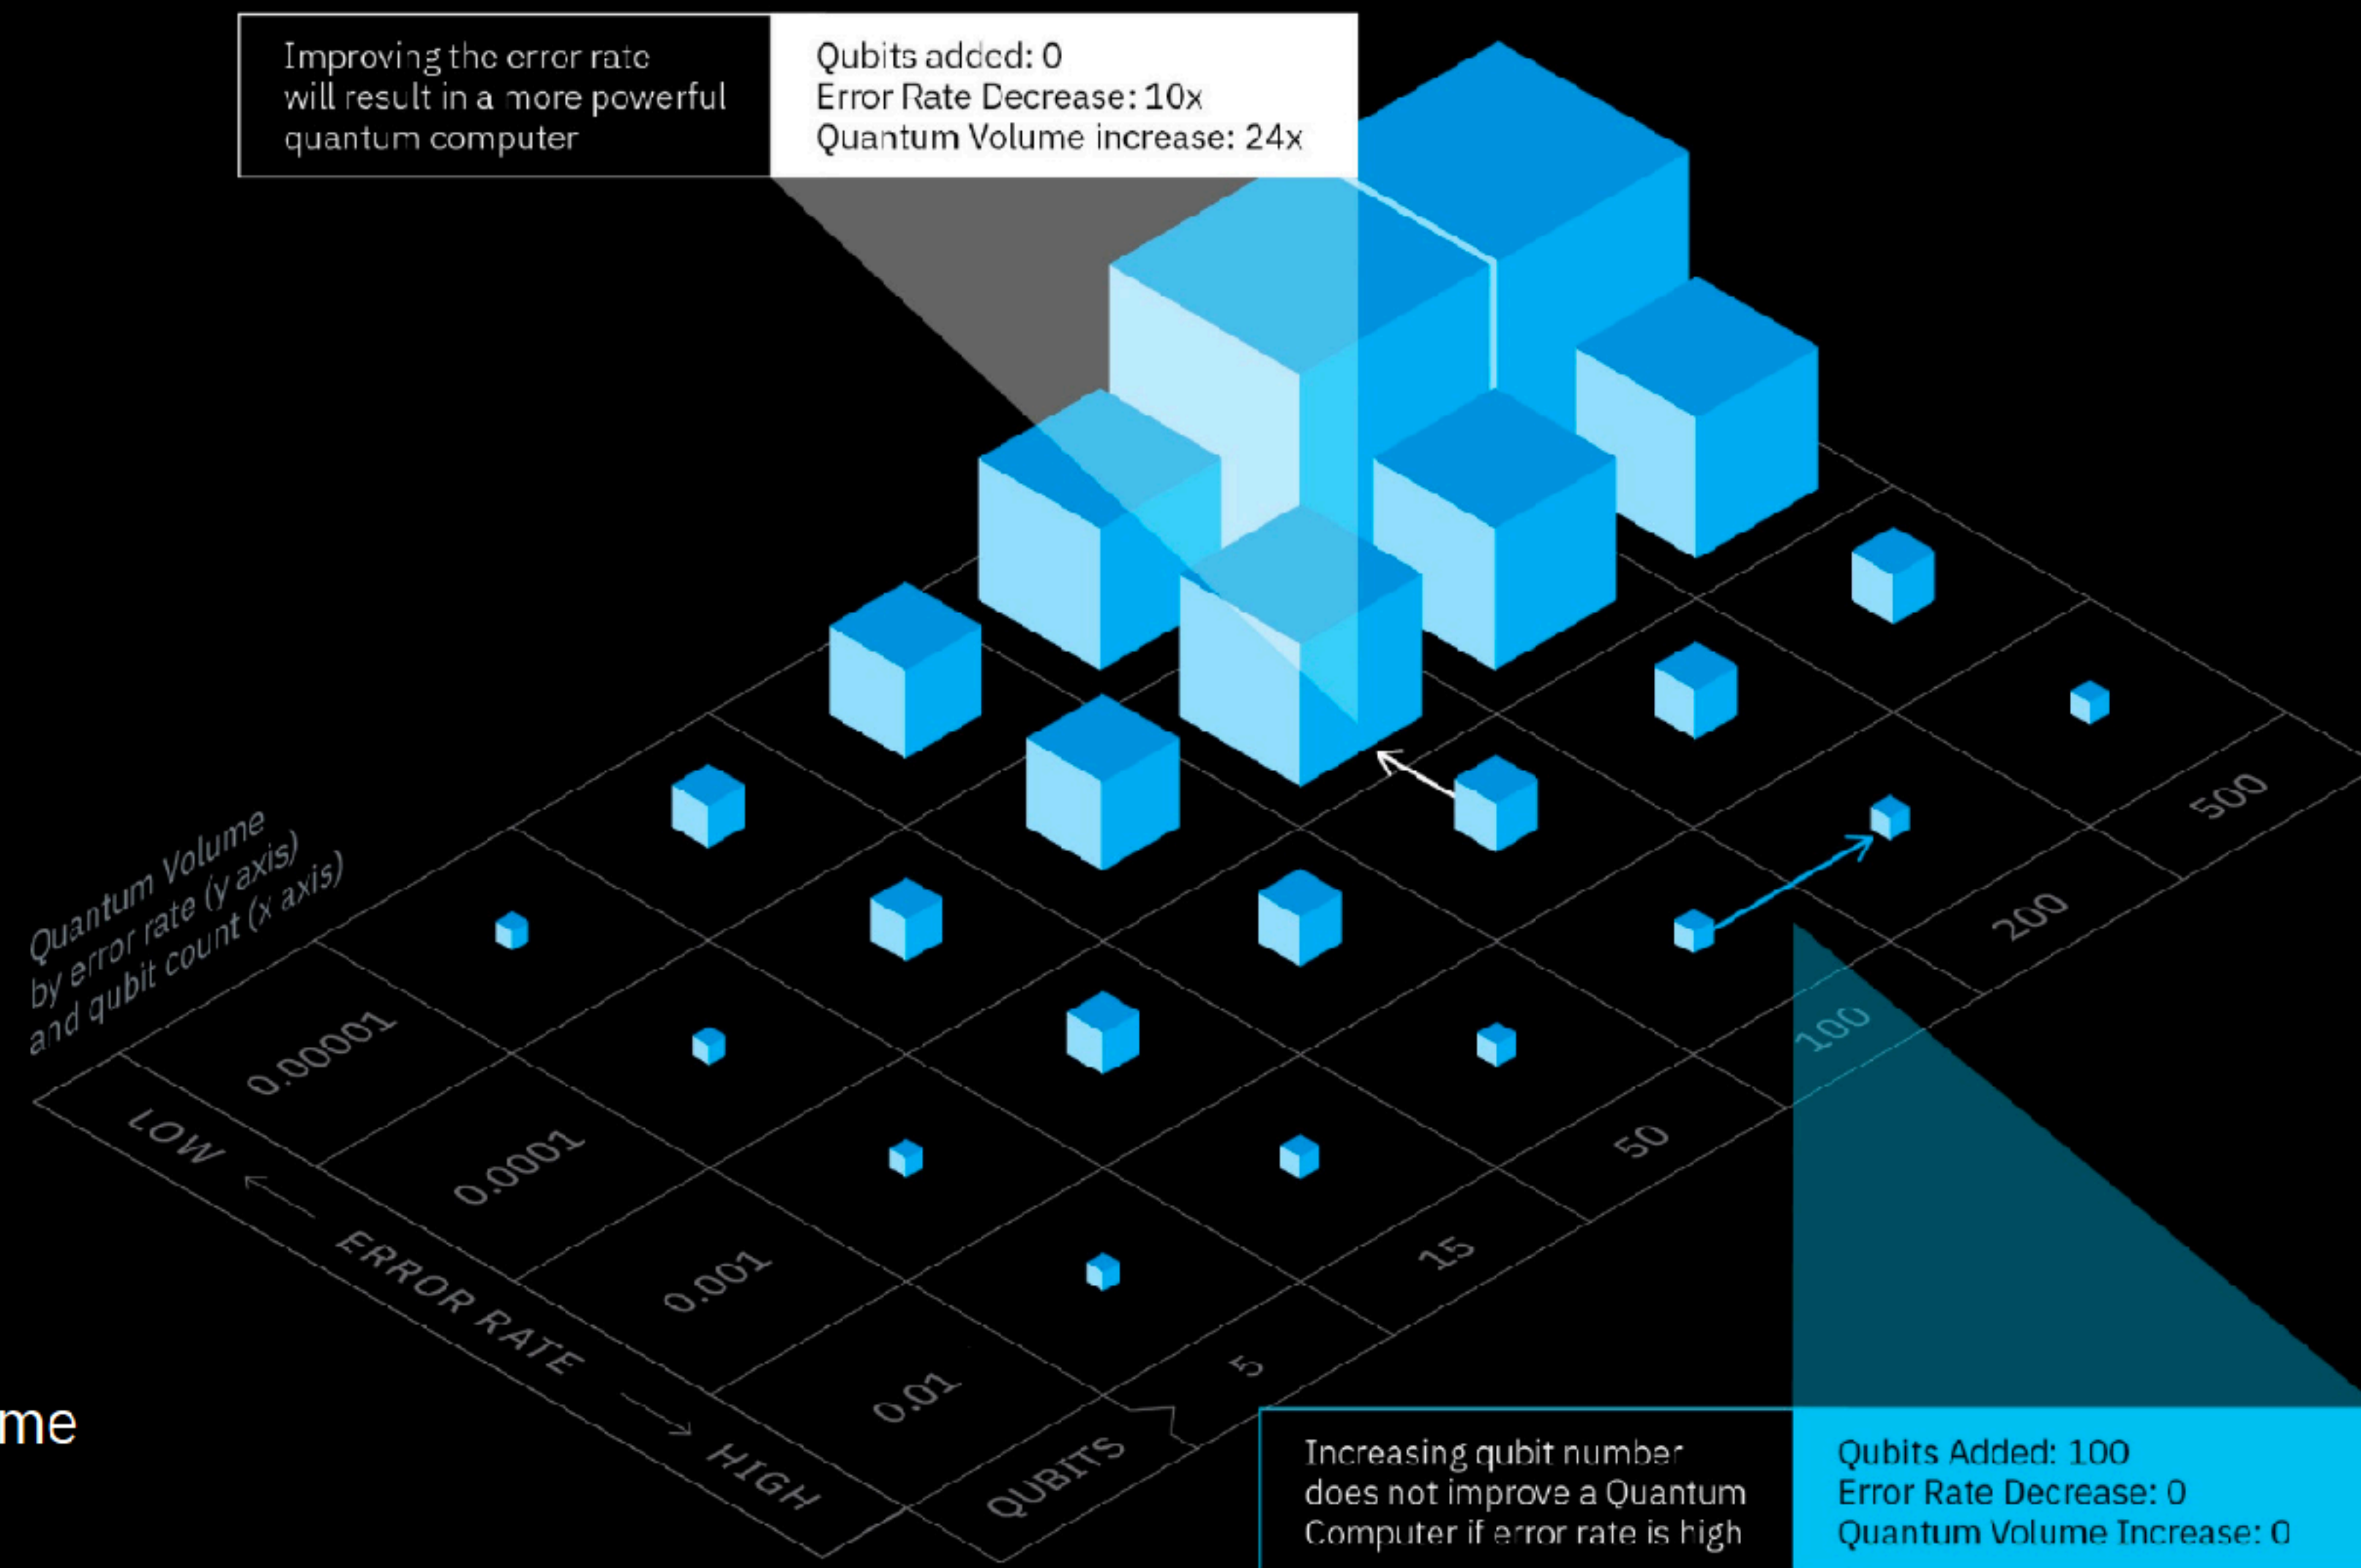 Improving the error rate
will result in a more powerful
quantum computer
Qubits added: 0
Error Rate Decrease: 10x
Quantum Volume increase: 24x
Quantum Volume
by error rate (y axis)
and qubit count (x axis)
0.00001
0.0001
0.001
0.01
LOW ← ERROR RATE → HIGH
QUBITS
5
15
50
100
200
500
me
Increasing qubit number
does not improve a Quantum
Computer if error rate is high
Qubits Added: 100
Error Rate Decrease: 0
Quantum Volume Increase: 0